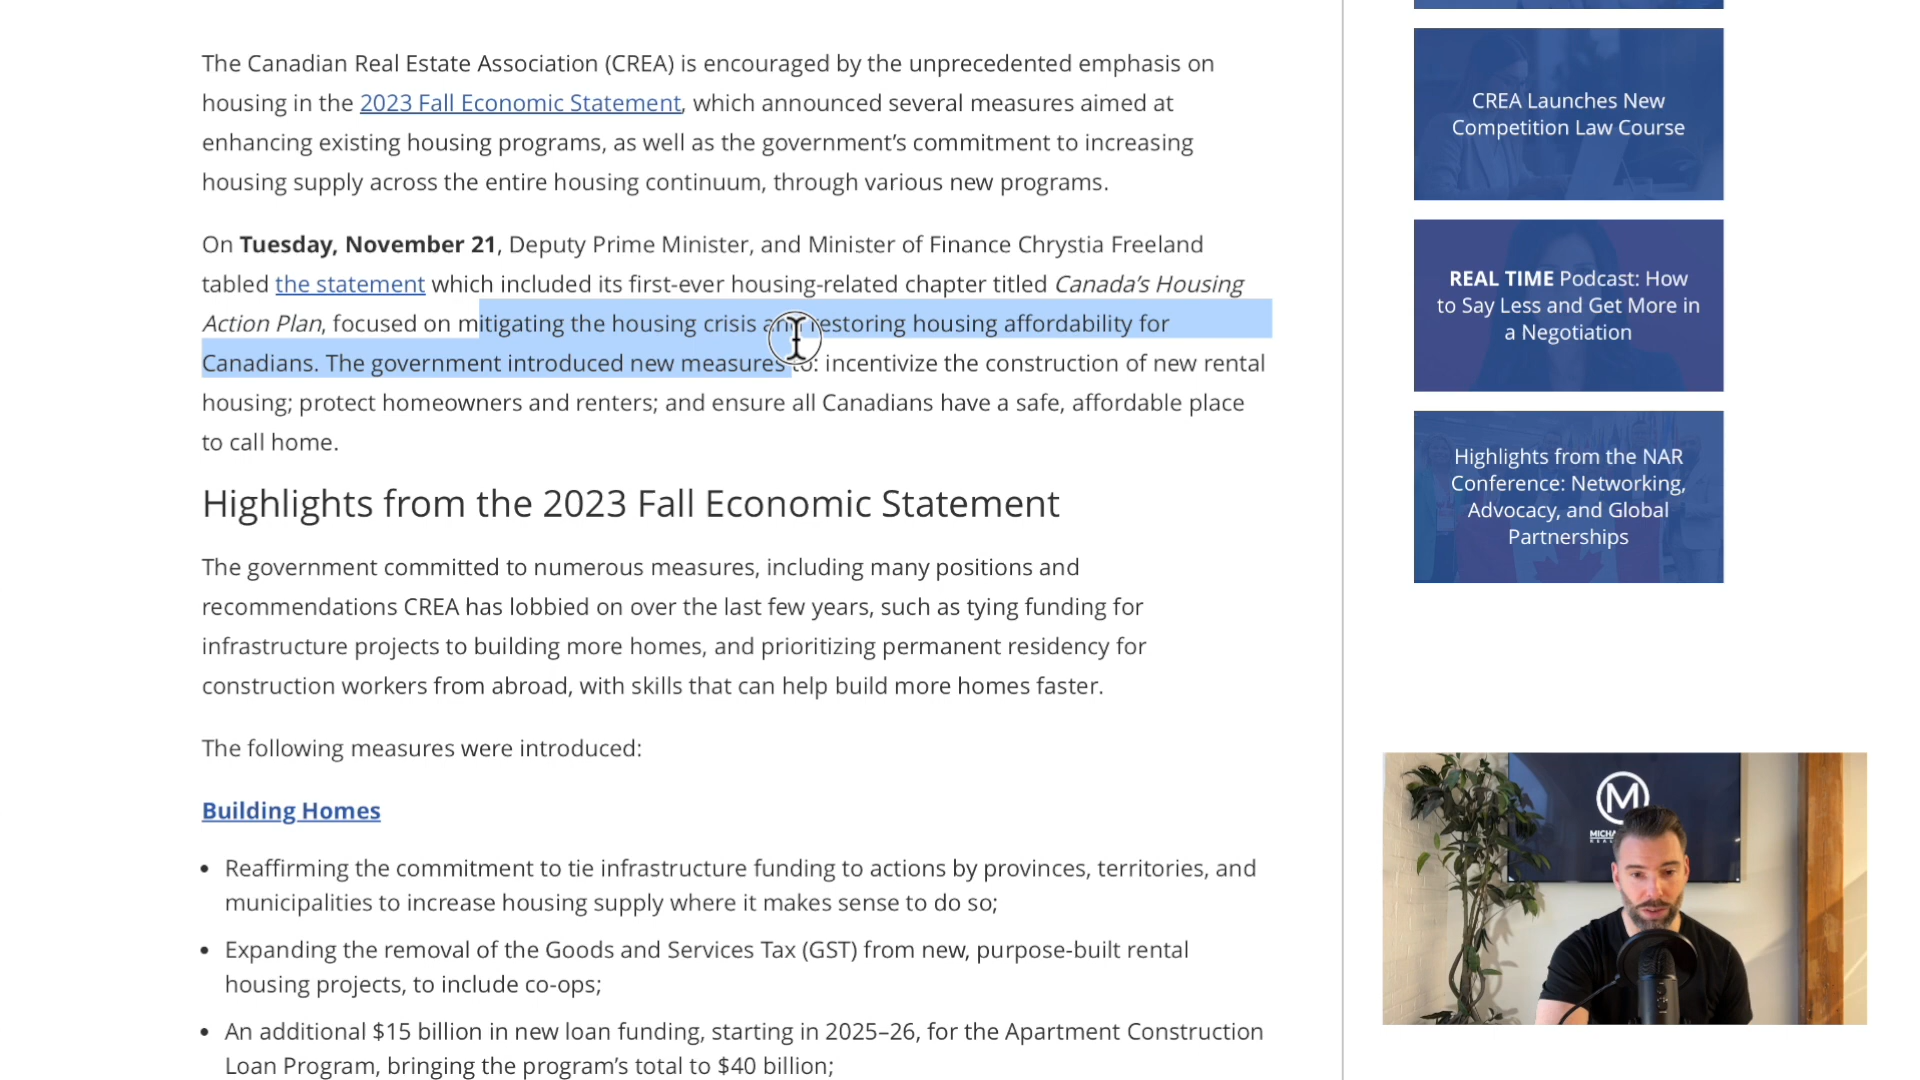 The Canadian Real Estate Association (CREA) is encouraged by the unprecedented emphasis on
housing in the 2023 Fall Economic Statement, which announced several measures aimed at
enhancing existing housing programs, as well as the government’s commitment to increasing
housing supply across the entire housing continuum, through various new programs.
On Tuesday, November 21, Deputy Prime Minister, and Minister of Finance Chrystia Freeland
tabled the statement which included its first-ever housing-related chapter titled Canada’s Housing
Action Plan, focused on mitigating the housing crisis and restoring housing affordability for
Canadians. The government introduced new measures to: incentivize the construction of new rental
housing; protect homeowners and renters; and ensure all Canadians have a safe, affordable place
to call home.
Highlights from the 2023 Fall Economic Statement
The government committed to numerous measures, including many positions and
recommendations CREA has lobbied on over the last few years, such as tying funding for
infrastructure projects to building more homes, and prioritizing permanent residency for
construction workers from abroad, with skills that can help build more homes faster.
The following measures were introduced:
Building Homes
• Reaffirming the commitment to tie infrastructure funding to actions by provinces, territories, and
municipalities to increase housing supply where it makes sense to do so;
• Expanding the removal of the Goods and Services Tax (GST) from new, purpose-built rental
housing projects, to include co-ops;
• An additional $15 billion in new loan funding, starting in 2025–26, for the Apartment Construction
Loan Program, bringing the program’s total to $40 billion;
CREA Launches New
Competition Law Course
REAL TIME Podcast: How
to Say Less and Get More in
a Negotiation
Highlights from the NAR
Conference: Networking,
Advocacy, and Global
Partnerships
M